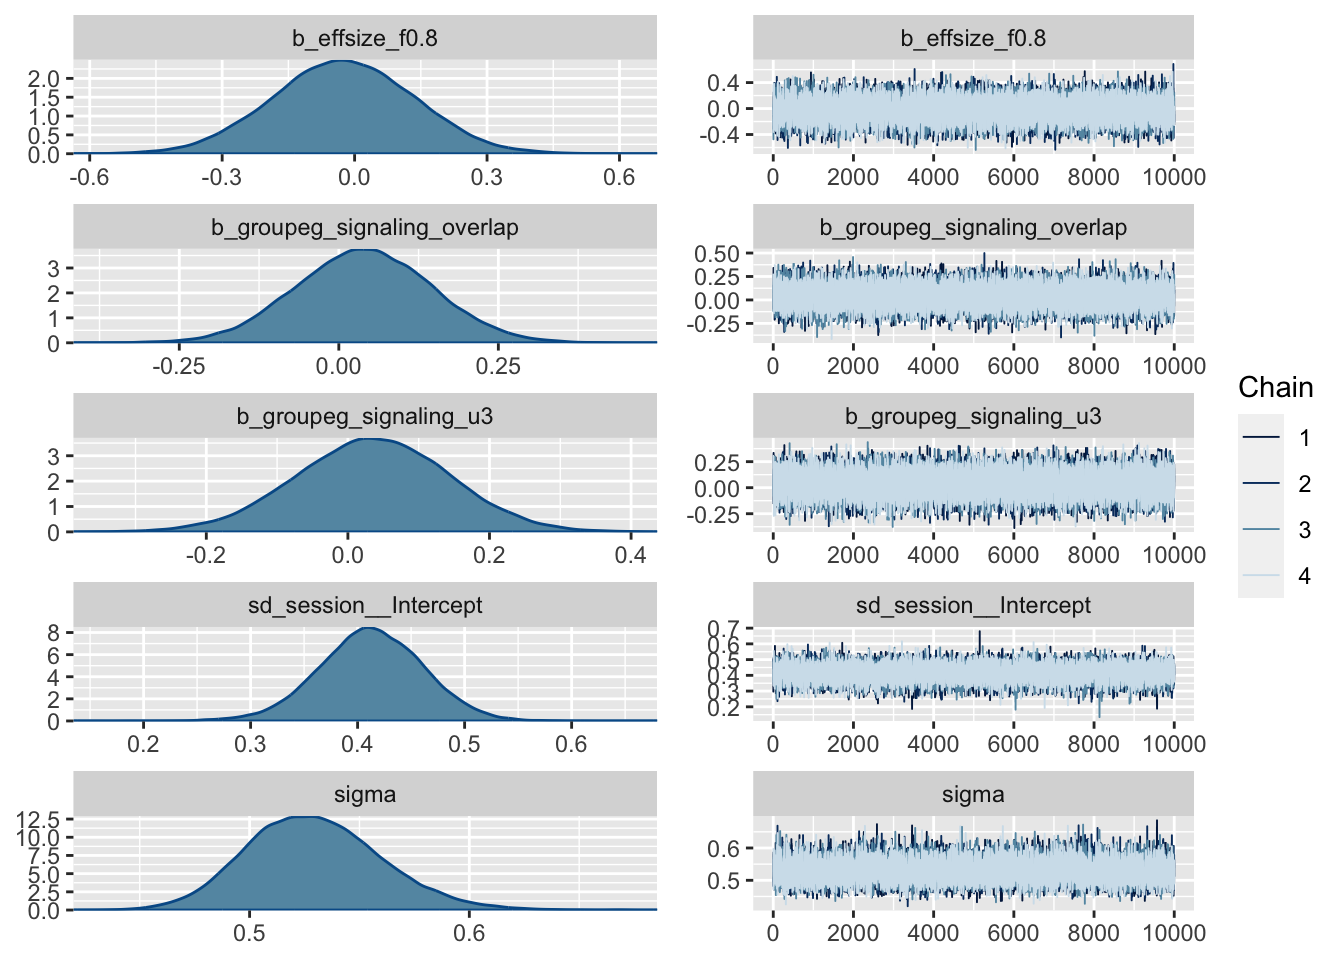 b_effsize_f0.8
2.0
1.5
1.0
0.5
0.0
-0.6 -0.3 0.0 0.3 0.6
b_effsize_f0.8
0.4
0.0
-0.4
0 2000 4000 6000 8000 10000
b_groupeg_signaling_overlap
3
2
1
0
-0.25 0.00 0.25
b_groupeg_signaling_overlap
0.50
0.25
0.00
-0.25
0 2000 4000 6000 8000 10000
b_groupeg_signaling_u3
3
2
1
0
-0.2 0.0 0.2 0.4
b_groupeg_signaling_u3
0.25
0.00
-0.25
0 2000 4000 6000 8000 10000
sd_session__Intercept
8
6
4
2
0
0.2 0.3 0.4 0.5 0.6
sd_session__Intercept
0.7
0.6
0.5
0.4
0.3
0.2
0 2000 4000 6000 8000 10000
sigma
12.5
10.0
7.5
5.0
2.5
0.0
0.5 0.6
sigma
0.6
0.5
0 2000 4000 6000 8000 10000
Chain
1
2
3
4